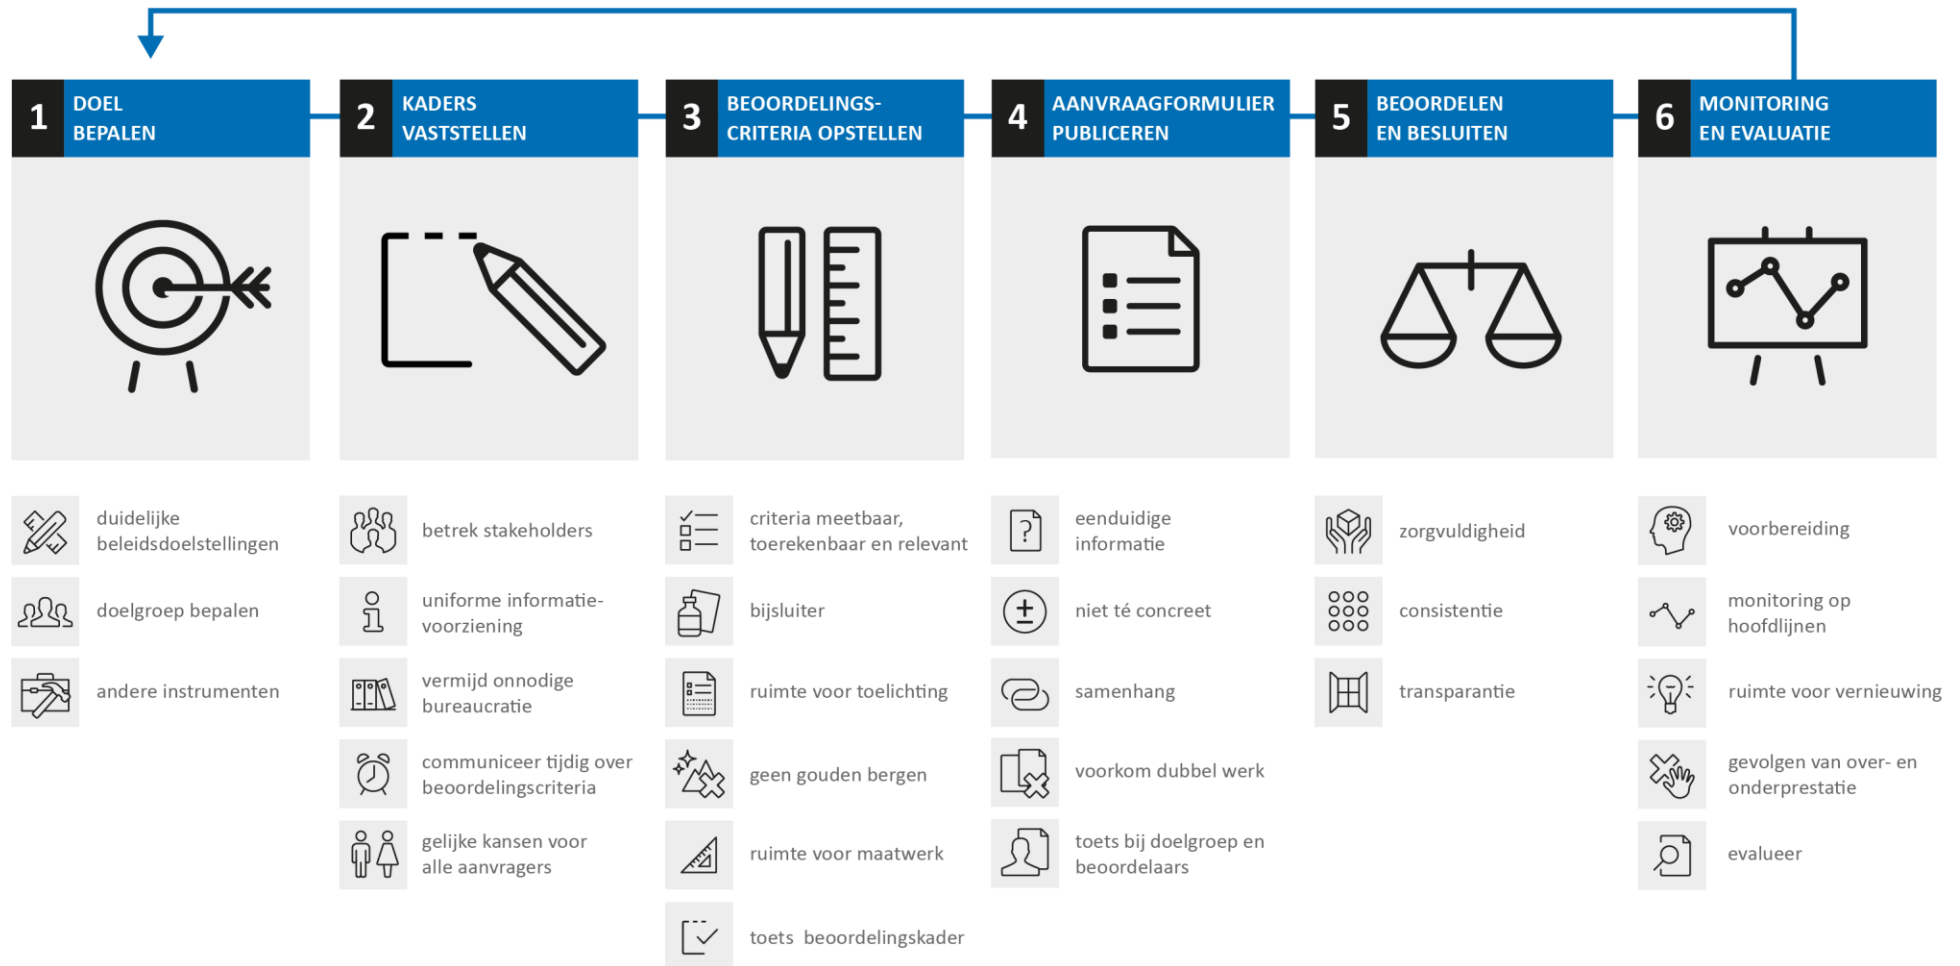 1
DOEL
BEPALEN
duidelijke
beleidsdoelstellingen
doelgroep bepalen
andere instrumenten
2
KADERS
VASTSTELLEN
betrek stakeholders
uniforme informatie-
voorziening
vermijd onnodige
bureaucratie
communiceer tijdig over
beoordelingscriteria
gelijke kansen voor
alle aanvragers
3
BEOORDELINGS-
CRITERIA OPSTELLEN
criteria meetbaar,
toerekenbaar en relevant
bijsluiter
ruimte voor toelichting
geen gouden bergen
ruimte voor maatwerk
toets beoordelingskader
4
AANVRAAGFORMULIER
PUBLICEREN
?
eenduidige
informatie
±
niet té concreet
samenhang
voorkom dubbel werk
toets bij doelgroep en
beoordelaars
5
BEOORDELEN
EN BESLUITEN
zorgvuldigheid
consistentie
transparantie
6
MONITORING
EN EVALUATIE
voorbereiding
monitoring op
hoofdlijnen
ruimte voor vernieuwing
gevolgen van over- en
onderprestatie
evalueer